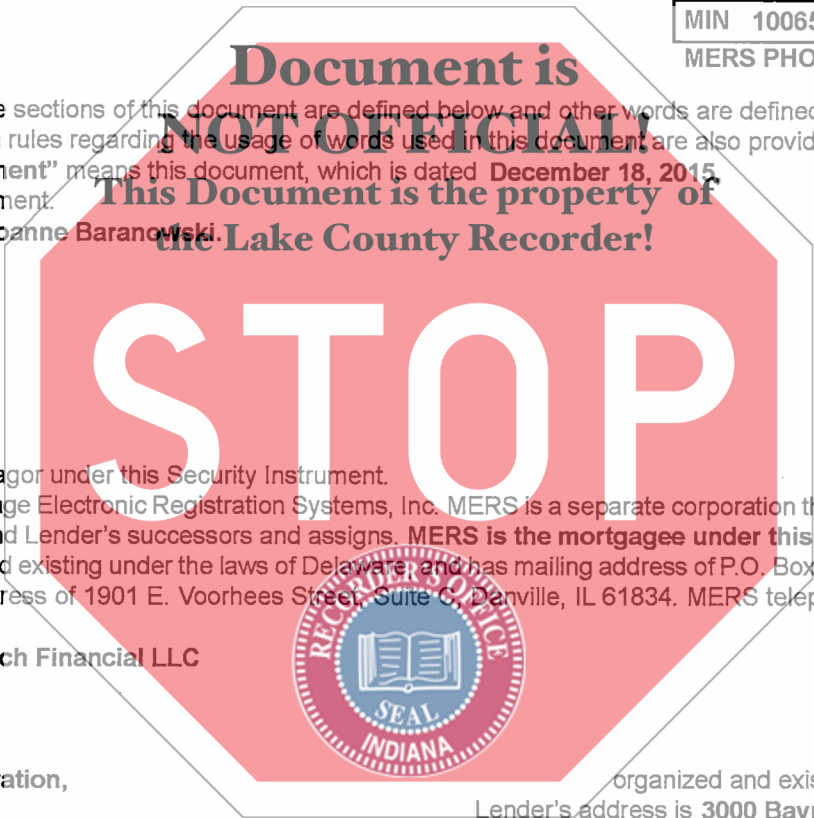 MIN 10065
Document is
MERS PHO
e sections of this document are defined below and other words are defined
rules regarding the usage of words used in this document are also provid
NOT OFFICIAL!
ent” means this document, which is dated December 18, 2015,
This Document is the property of
ment.
oanne Baranowski.
the Lake County Recorder!
STOP
agor under this Security Instrument.
ge Electronic Registration Systems, Inc. MERS is a separate corporation th
d Lender's successors and assigns. MERS is the mortgagee under this
d existing under the laws of Delaware, and has mailing address of P.O. Box
ress of 1901 E. Voorhees Street, Suite C, Danville, IL 61834. MERS telep
RECORDER'S OFFICE
ch Financial LLC
SEAL
INDIANA
ation,
organized and exis
Lender's address is 3000 Bay